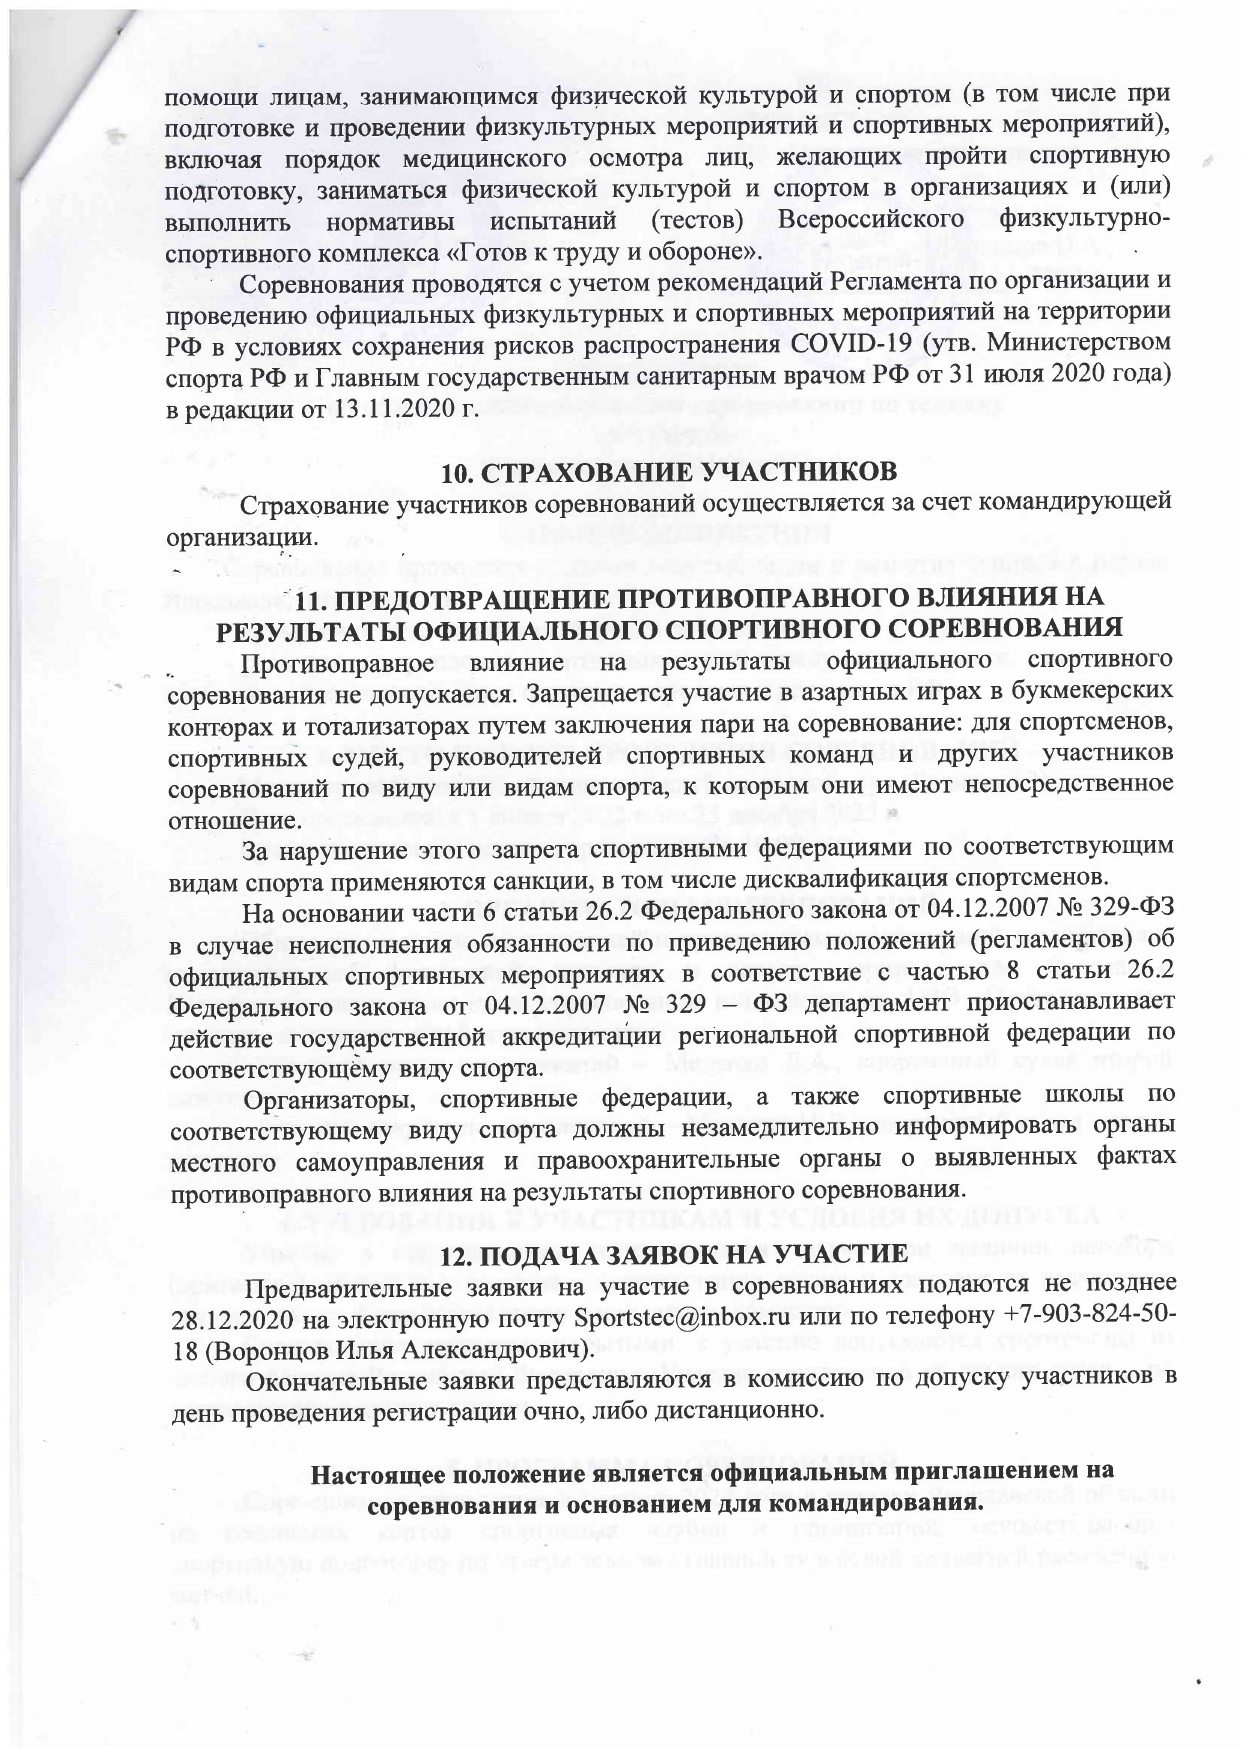 помощи лицам, занимающимся физической культурой и спортом (в том числе при
подготовке и проведении физкультурных мероприятий и спортивных мероприятий),
включая порядок медицинского осмотра лиц, желающих пройти спортивную
подготовку, заниматься физической культурой и спортом в организациях и (или)
выполнить нормативы испытаний (тестов) Всероссийского физкультурно-
спортивного комплекса «Готов к труду и обороне».
Соревнования проводятся с учетом рекомендаций Регламента по организации и
проведению официальных физкультурных и спортивных мероприятий на территории
РФ в условиях сохранения рисков распространения COVID-19 (утв. Министерством
спорта РФ и Главным государственным санитарным врачом РФ от 31 июля 2020 года)
в редакции от 13.11.2020 г.
10. СТРАХОВАНИЕ УЧАСТНИКОВ
Страхование участников соревнований осуществляется за счет командирующей
организации.
11. ПРЕДОТВРАЩЕНИЕ ПРОТИВОПРАВНОГО ВЛИЯНИЯ НА
РЕЗУЛЬТАТЫ ОФИЦИАЛЬНОГО СПОРТИВНОГО СОРЕВНОВАНИЯ
Противоправное влияние на результаты официального спортивного
соревнования не допускается. Запрещается участие в азартных играх в букмекерских
конторах и тотализаторах путем заключения пари на соревнование: для спортсменов,
спортивных судей, руководителей спортивных команд и других участников
соревнований по виду или видам спорта, к которым они имеют непосредственное
отношение.
За нарушение этого запрета спортивными федерациями по соответствующим
видам спорта применяются санкции, в том числе дисквалификация спортсменов.
На основании части 6 статьи 26.2 Федерального закона от 04.12.2007 № 329-ФЗ
в случае неисполнения обязанности по приведению положений (регламентов) об
официальных спортивных мероприятиях в соответствие с частью 8 статьи 26.2
Федерального закона от 04.12.2007 № 329 – ФЗ департамент приостанавливает
действие государственной аккредитации региональной спортивной федерации по
соответствующему виду спорта.
Организаторы, спортивные федерации, а также спортивные школы по
соответствующему виду спорта должны незамедлительно информировать органы
местного самоуправления и правоохранительные органы о выявленных фактах
противоправного влияния на результаты спортивного соревнования.
12. ПОДАЧА ЗАЯВОК НА УЧАСТИЕ
Предварительные заявки на участие в соревнованиях подаются не позднее
28.12.2020 на электронную почту Sportstec@inbox.ru или по телефону +7-903-824-50-
18 (Воронцов Илья Александрович).
Окончательные заявки представляются в комиссию по допуску участников в
день проведения регистрации очно, либо дистанционно.
Настоящее положение является официальным приглашением на
соревнования и основанием для командирования.